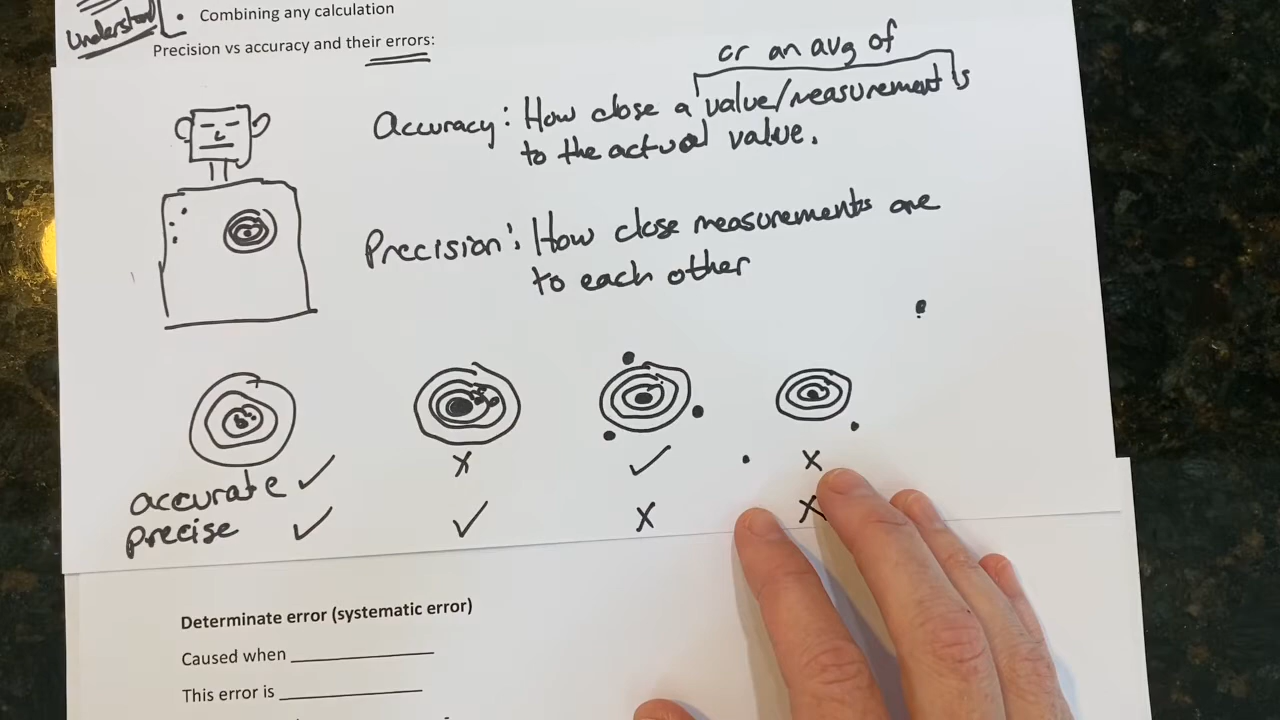 • Combining any calculation
Understand
Precision vs accuracy and their errors:
or an avg of
Accuracy: How close a value/measurement is
to the actual value.
Precision: How close measurements are
to each other
accurate ✓ X ✓ X
precise ✓ ✓ X X
Determinate error (systematic error)
Caused when ______________
This error is ______________